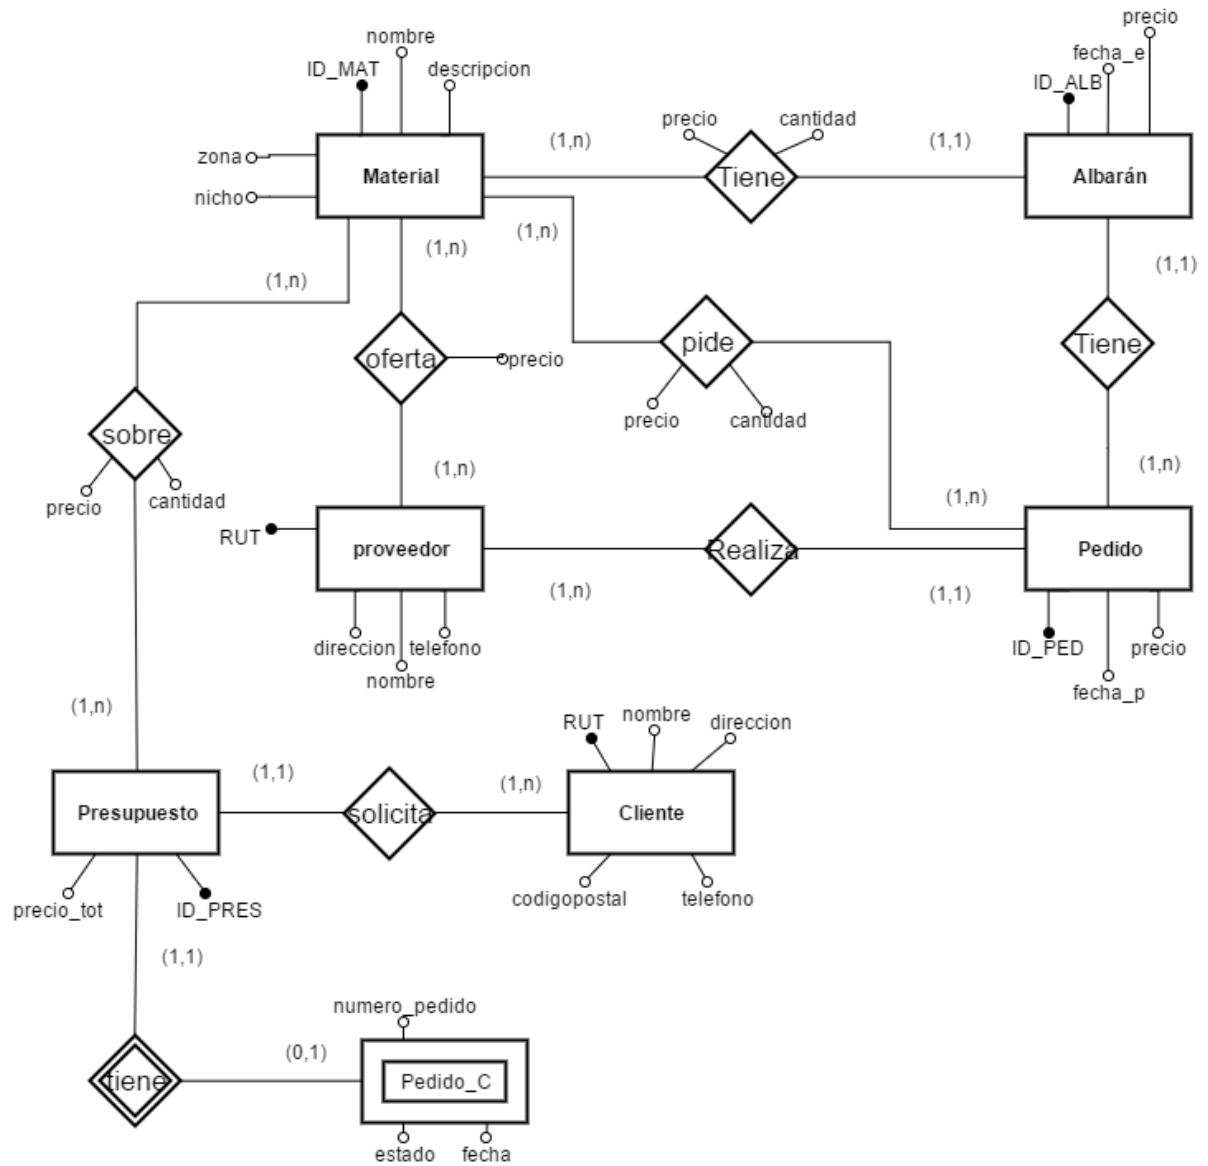 precio
nombre
fecha_e
ID_MAT
descripcion
ID_ALB
precio
cantidad
(1,n)
(1,1)
zona
Material
Tiene
Albarán
nicho
(1,n)
(1,n)
(1,1)
(1,n)
pide
Tiene
oferta
precio
precio
cantidad
sobre
(1,n)
(1,n)
precio
cantidad
(1,n)
RUT
proveedor
Realiza
Pedido
(1,n)
(1,1)
direccion
telefono
ID_PED
precio
nombre
fecha_p
(1,n)
RUT
nombre
direccion
(1,1)
(1,n)
Presupuesto
solicita
Cliente
codigopostal
telefono
precio_tot
ID_PRES
(1,1)
numero_pedido
(0,1)
tiene
Pedido_C
estado
fecha